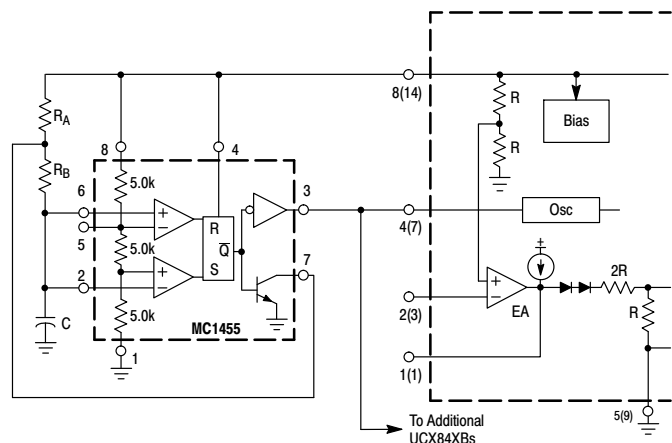 8(14)
R
Bias
R
R_A
R_B
8
4
6
5.0k
3
R
4(7)
Osc
5
5.0k
Q̅
7
2
S
2R
2(3)
EA
R
C
5.0k
MC1455
1
1(1)
5(9)
To Additional
UCX84XBs
+
−
+
−
+
−
+